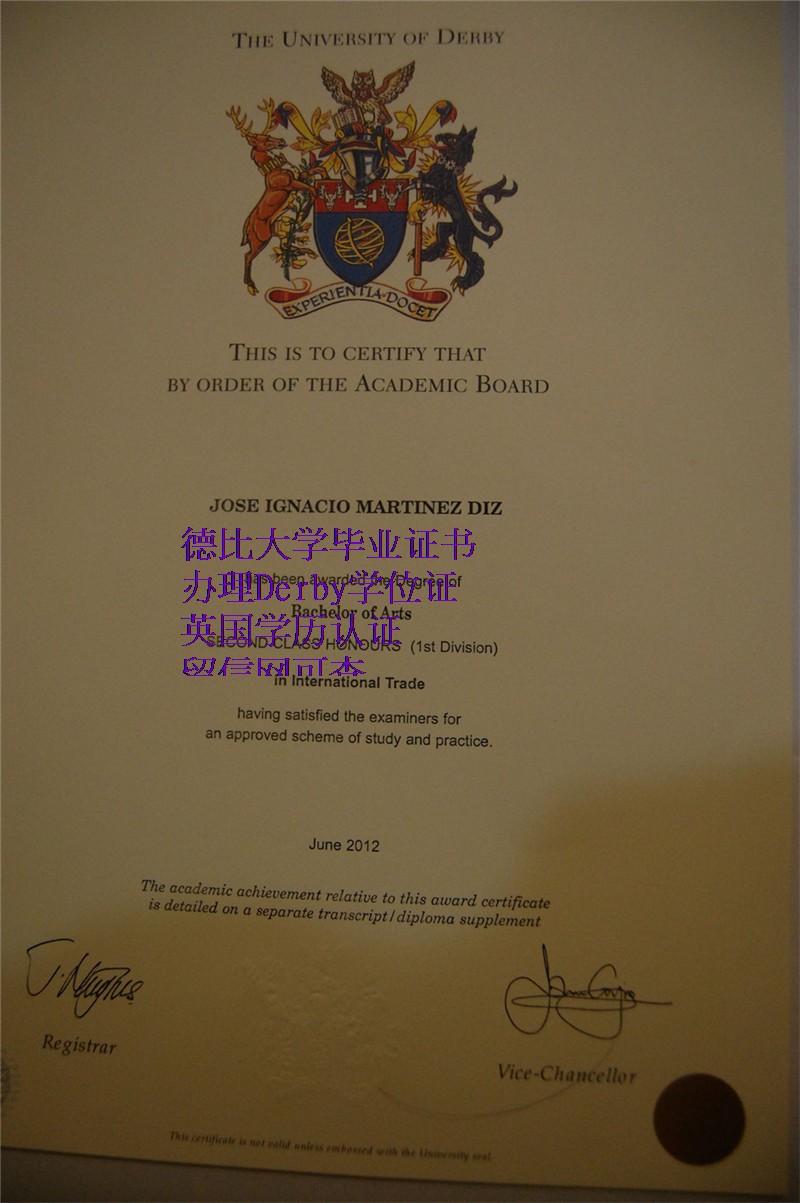 THE UNIVERSITY OF DERBY
EXPERIENTIA DOCET
THIS IS TO CERTIFY THAT
BY ORDER OF THE ACADEMIC BOARD
JOSE IGNACIO MARTINEZ DIZ
德比大学毕业证书
has been awarded the Degree of
办理Derby学位证
Bachelor of Arts
英国学历认证
SECOND CLASS HONOURS (1st Division)
留信网可查
in International Trade
having satisfied the examiners for
an approved scheme of study and practice.
June 2012
The academic achievement relative to this award certificate
is detailed on a separate transcript/diploma supplement
Registrar
Vice-Chancellor
This certificate is not valid unless embossed with the University seal.